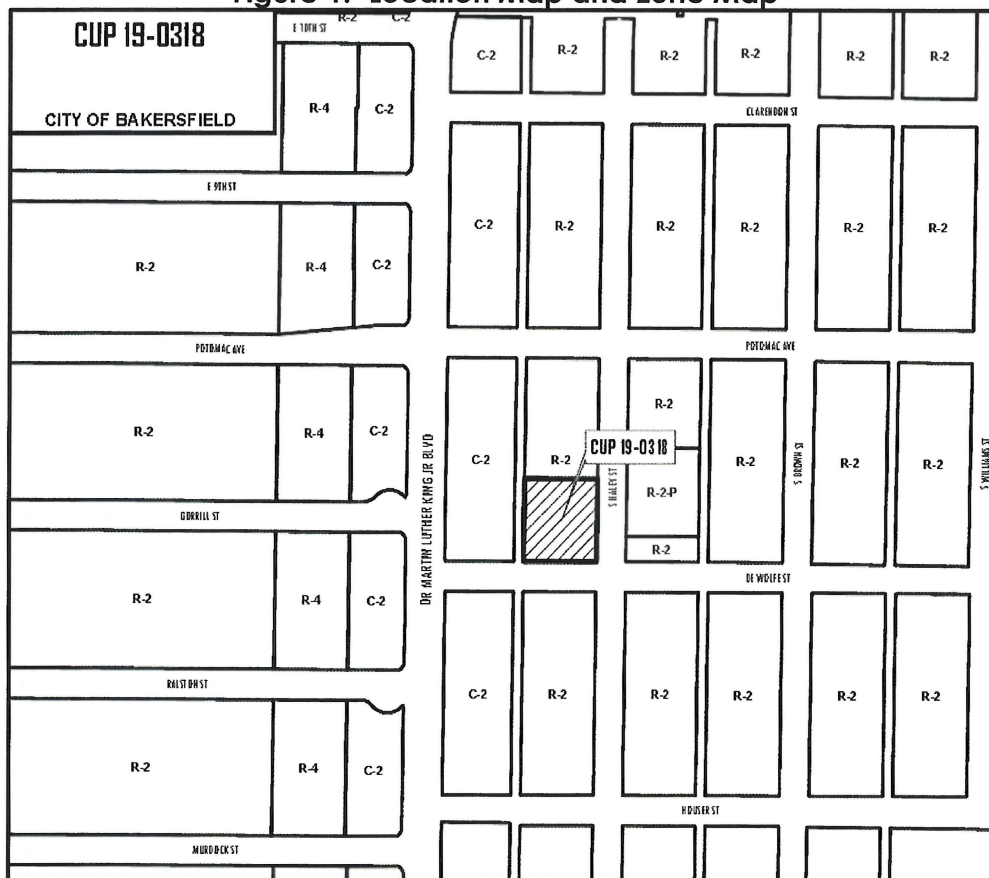 Figure 1. Location Map and Zone Map
CUP 19-0318
CITY OF BAKERSFIELD
R-2
C-2
E 10TH ST
R-4
C-2
C-2
R-2
R-2
R-2
R-2
R-2
CLARENDON ST
E 9TH ST
R-2
R-4
C-2
C-2
R-2
R-2
R-2
R-2
R-2
POTOMAC AVE
POTOMAC AVE
R-2
R-4
C-2
DR MARTIN LUTHER KING JR BLVD
C-2
R-2
CUP 19-0318
S HALEY ST
R-2
R-2-P
R-2
R-2
S BROWN ST
R-2
R-2
S WILLIAMS ST
GORRILL ST
DE WOLFE ST
R-2
R-4
C-2
RALSTON ST
C-2
R-2
R-2
R-2
R-2
R-2
R-2
R-4
C-2
HOUSER ST
MURDOCK ST